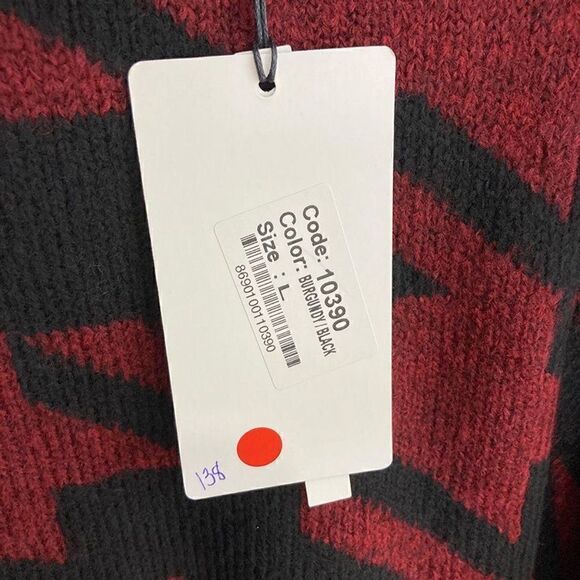 Code: 10390
Color: BURGUNDY/ BLACK
Size : L
8690100110390
138